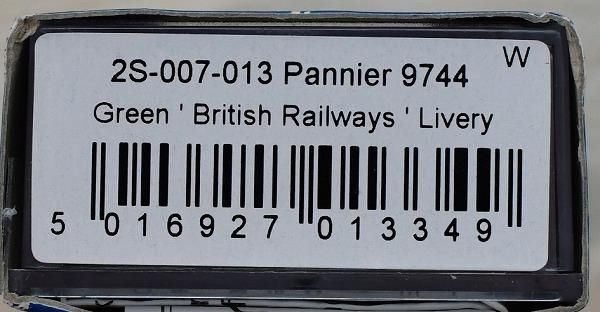 W
2S-007-013 Pannier 9744
Green ' British Railways ' Livery
5 016927 013349